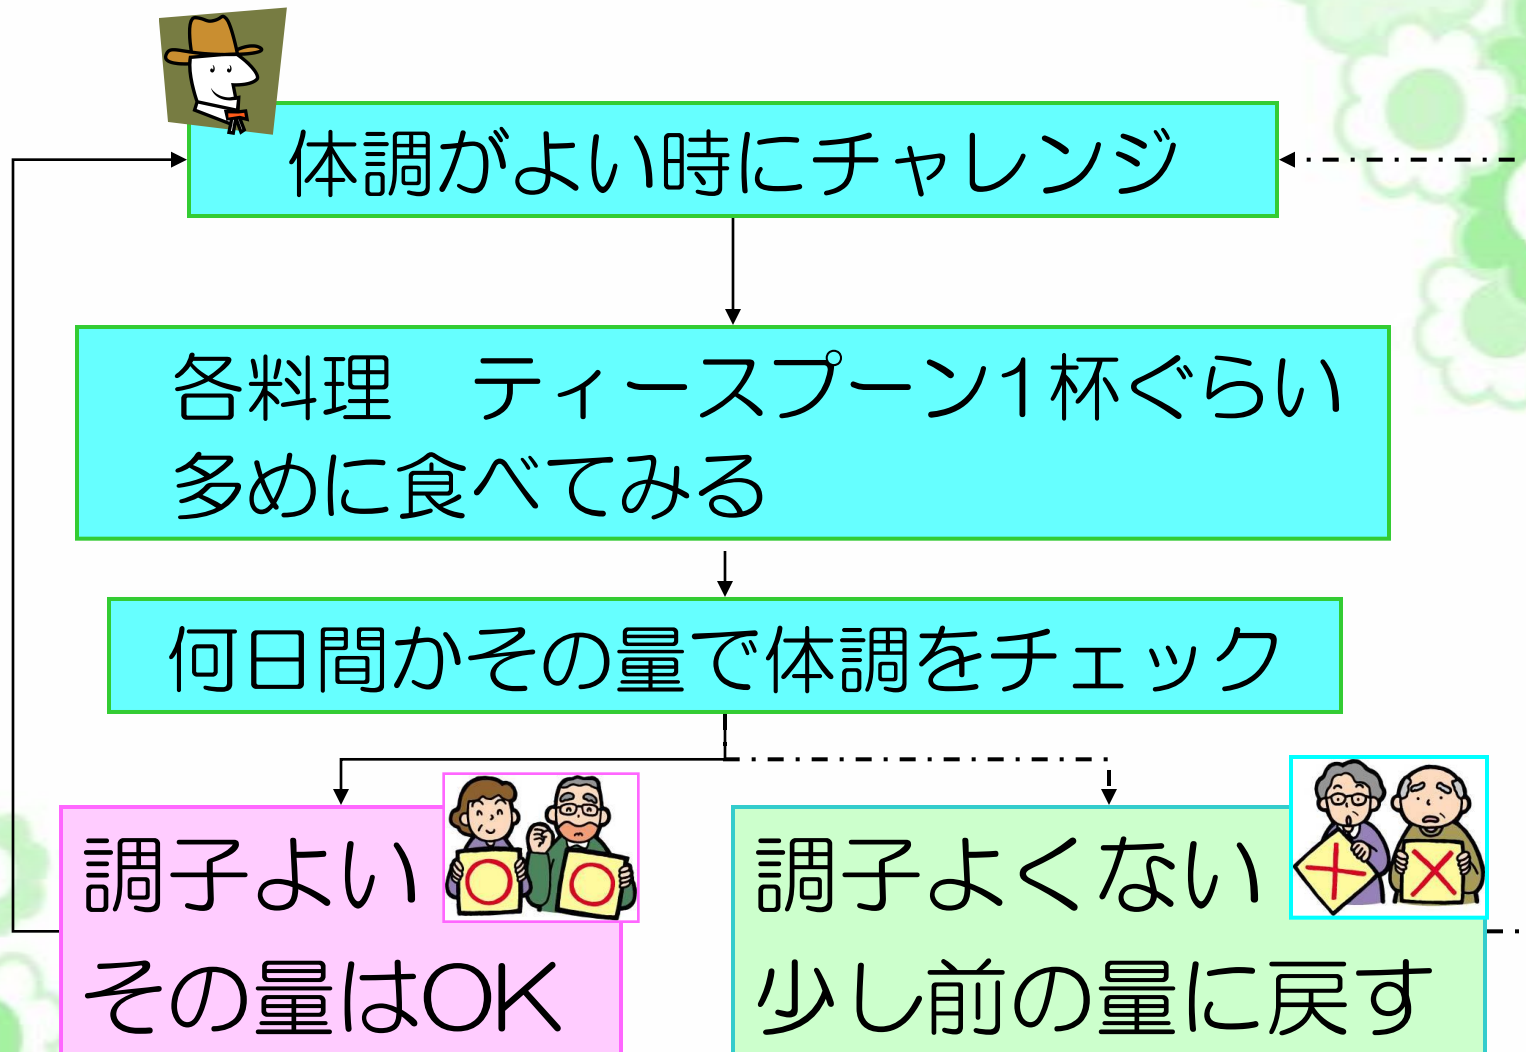 体調がよい時にチャレンジ
各料理　ティースプーン1杯ぐらい
多めに食べてみる
何日間かその量で体調をチェック
調子よい
その量はOK
調子よくない
少し前の量に戻す